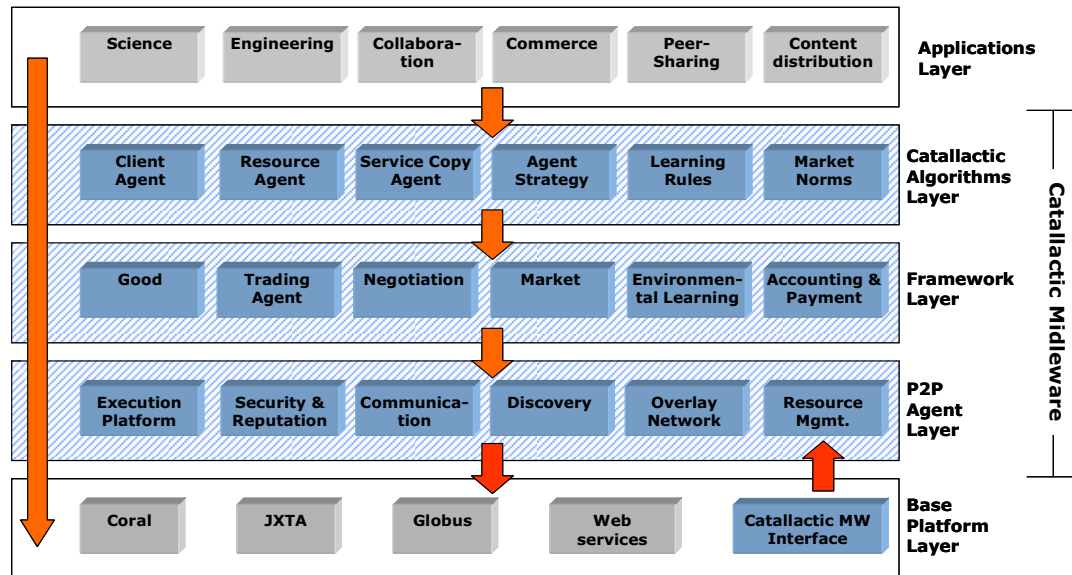 Science
Engineering
Collabora-
tion
Commerce
Peer-
Sharing
Content
distribution
Applications
Layer
Client
Agent
Resource
Agent
Service Copy
Agent
Agent
Strategy
Learning
Rules
Market
Norms
Catallactic
Algorithms
Layer
Good
Trading
Agent
Negotiation
Market
Environmen-
tal Learning
Accounting &
Payment
Framework
Layer
Execution
Platform
Security &
Reputation
Communica-
tion
Discovery
Overlay
Network
Resource
Mgmt.
P2P
Agent
Layer
Coral
JXTA
Globus
Web
services
Catallactic MW
Interface
Base
Platform
Layer
Catallactic Midleware